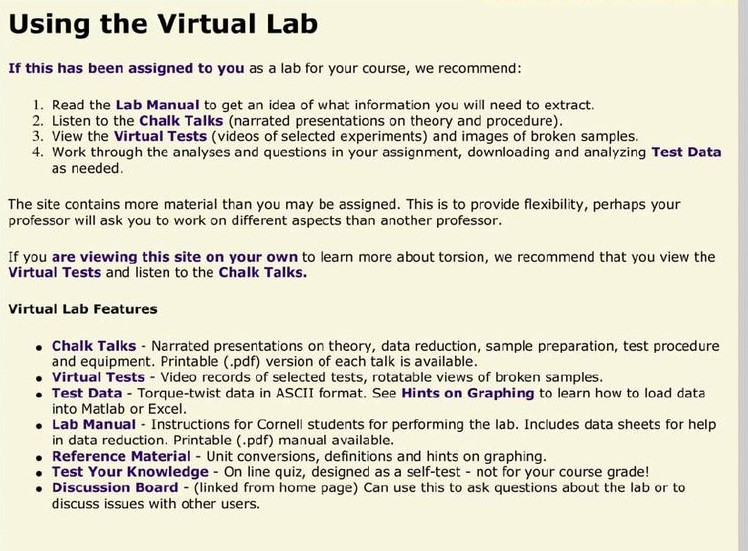 Using the Virtual Lab
If this has been assigned to you as a lab for your course, we recommend:
1. Read the Lab Manual to get an idea of what information you will need to extract.
2. Listen to the Chalk Talks (narrated presentations on theory and procedure).
3. View the Virtual Tests (videos of selected experiments) and images of broken samples.
4. Work through the analyses and questions in your assignment, downloading and analyzing Test Data
as needed.
The site contains more material than you may be assigned. This is to provide flexibility, perhaps your
professor will ask you to work on different aspects than another professor.
If you are viewing this site on your own to learn more about torsion, we recommend that you view the
Virtual Tests and listen to the Chalk Talks.
Virtual Lab Features
• Chalk Talks - Narrated presentations on theory, data reduction, sample preparation, test procedure
and equipment. Printable (.pdf) version of each talk is available.
• Virtual Tests - Video records of selected tests, rotatable views of broken samples.
• Test Data - Torque-twist data in ASCII format. See Hints on Graphing to learn how to load data
into Matlab or Excel.
• Lab Manual - Instructions for Cornell students for performing the lab. Includes data sheets for help
in data reduction. Printable (.pdf) manual available.
• Reference Material - Unit conversions, definitions and hints on graphing.
• Test Your Knowledge - On line quiz, designed as a self-test - not for your course grade!
• Discussion Board - (linked from home page) Can use this to ask questions about the lab or to
discuss issues with other users.